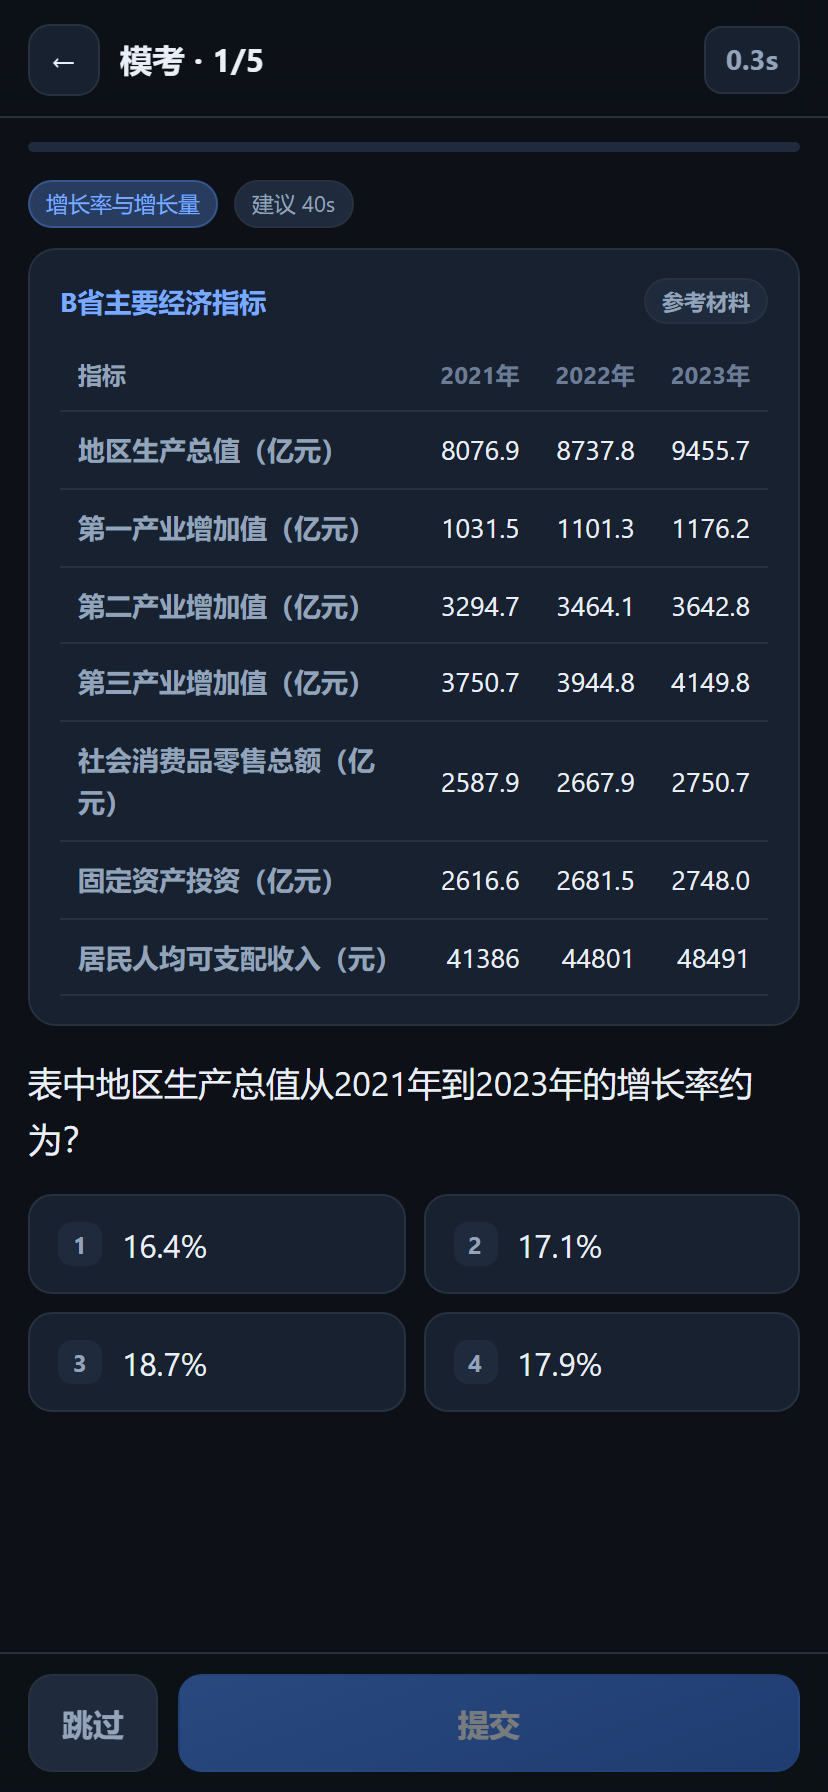 ←
模考 · 1/5
0.3s
增长率与增长量
建议 40s
B省主要经济指标
参考材料
指标 2021年 2022年 2023年
地区生产总值（亿元） 8076.9 8737.8 9455.7
第一产业增加值（亿元） 1031.5 1101.3 1176.2
第二产业增加值（亿元） 3294.7 3464.1 3642.8
第三产业增加值（亿元） 3750.7 3944.8 4149.8
社会消费品零售总额（亿
元） 2587.9 2667.9 2750.7
固定资产投资（亿元） 2616.6 2681.5 2748.0
居民人均可支配收入（元） 41386 44801 48491
表中地区生产总值从2021年到2023年的增长率约
为？
1 16.4%
2 17.1%
3 18.7%
4 17.9%
跳过
提交